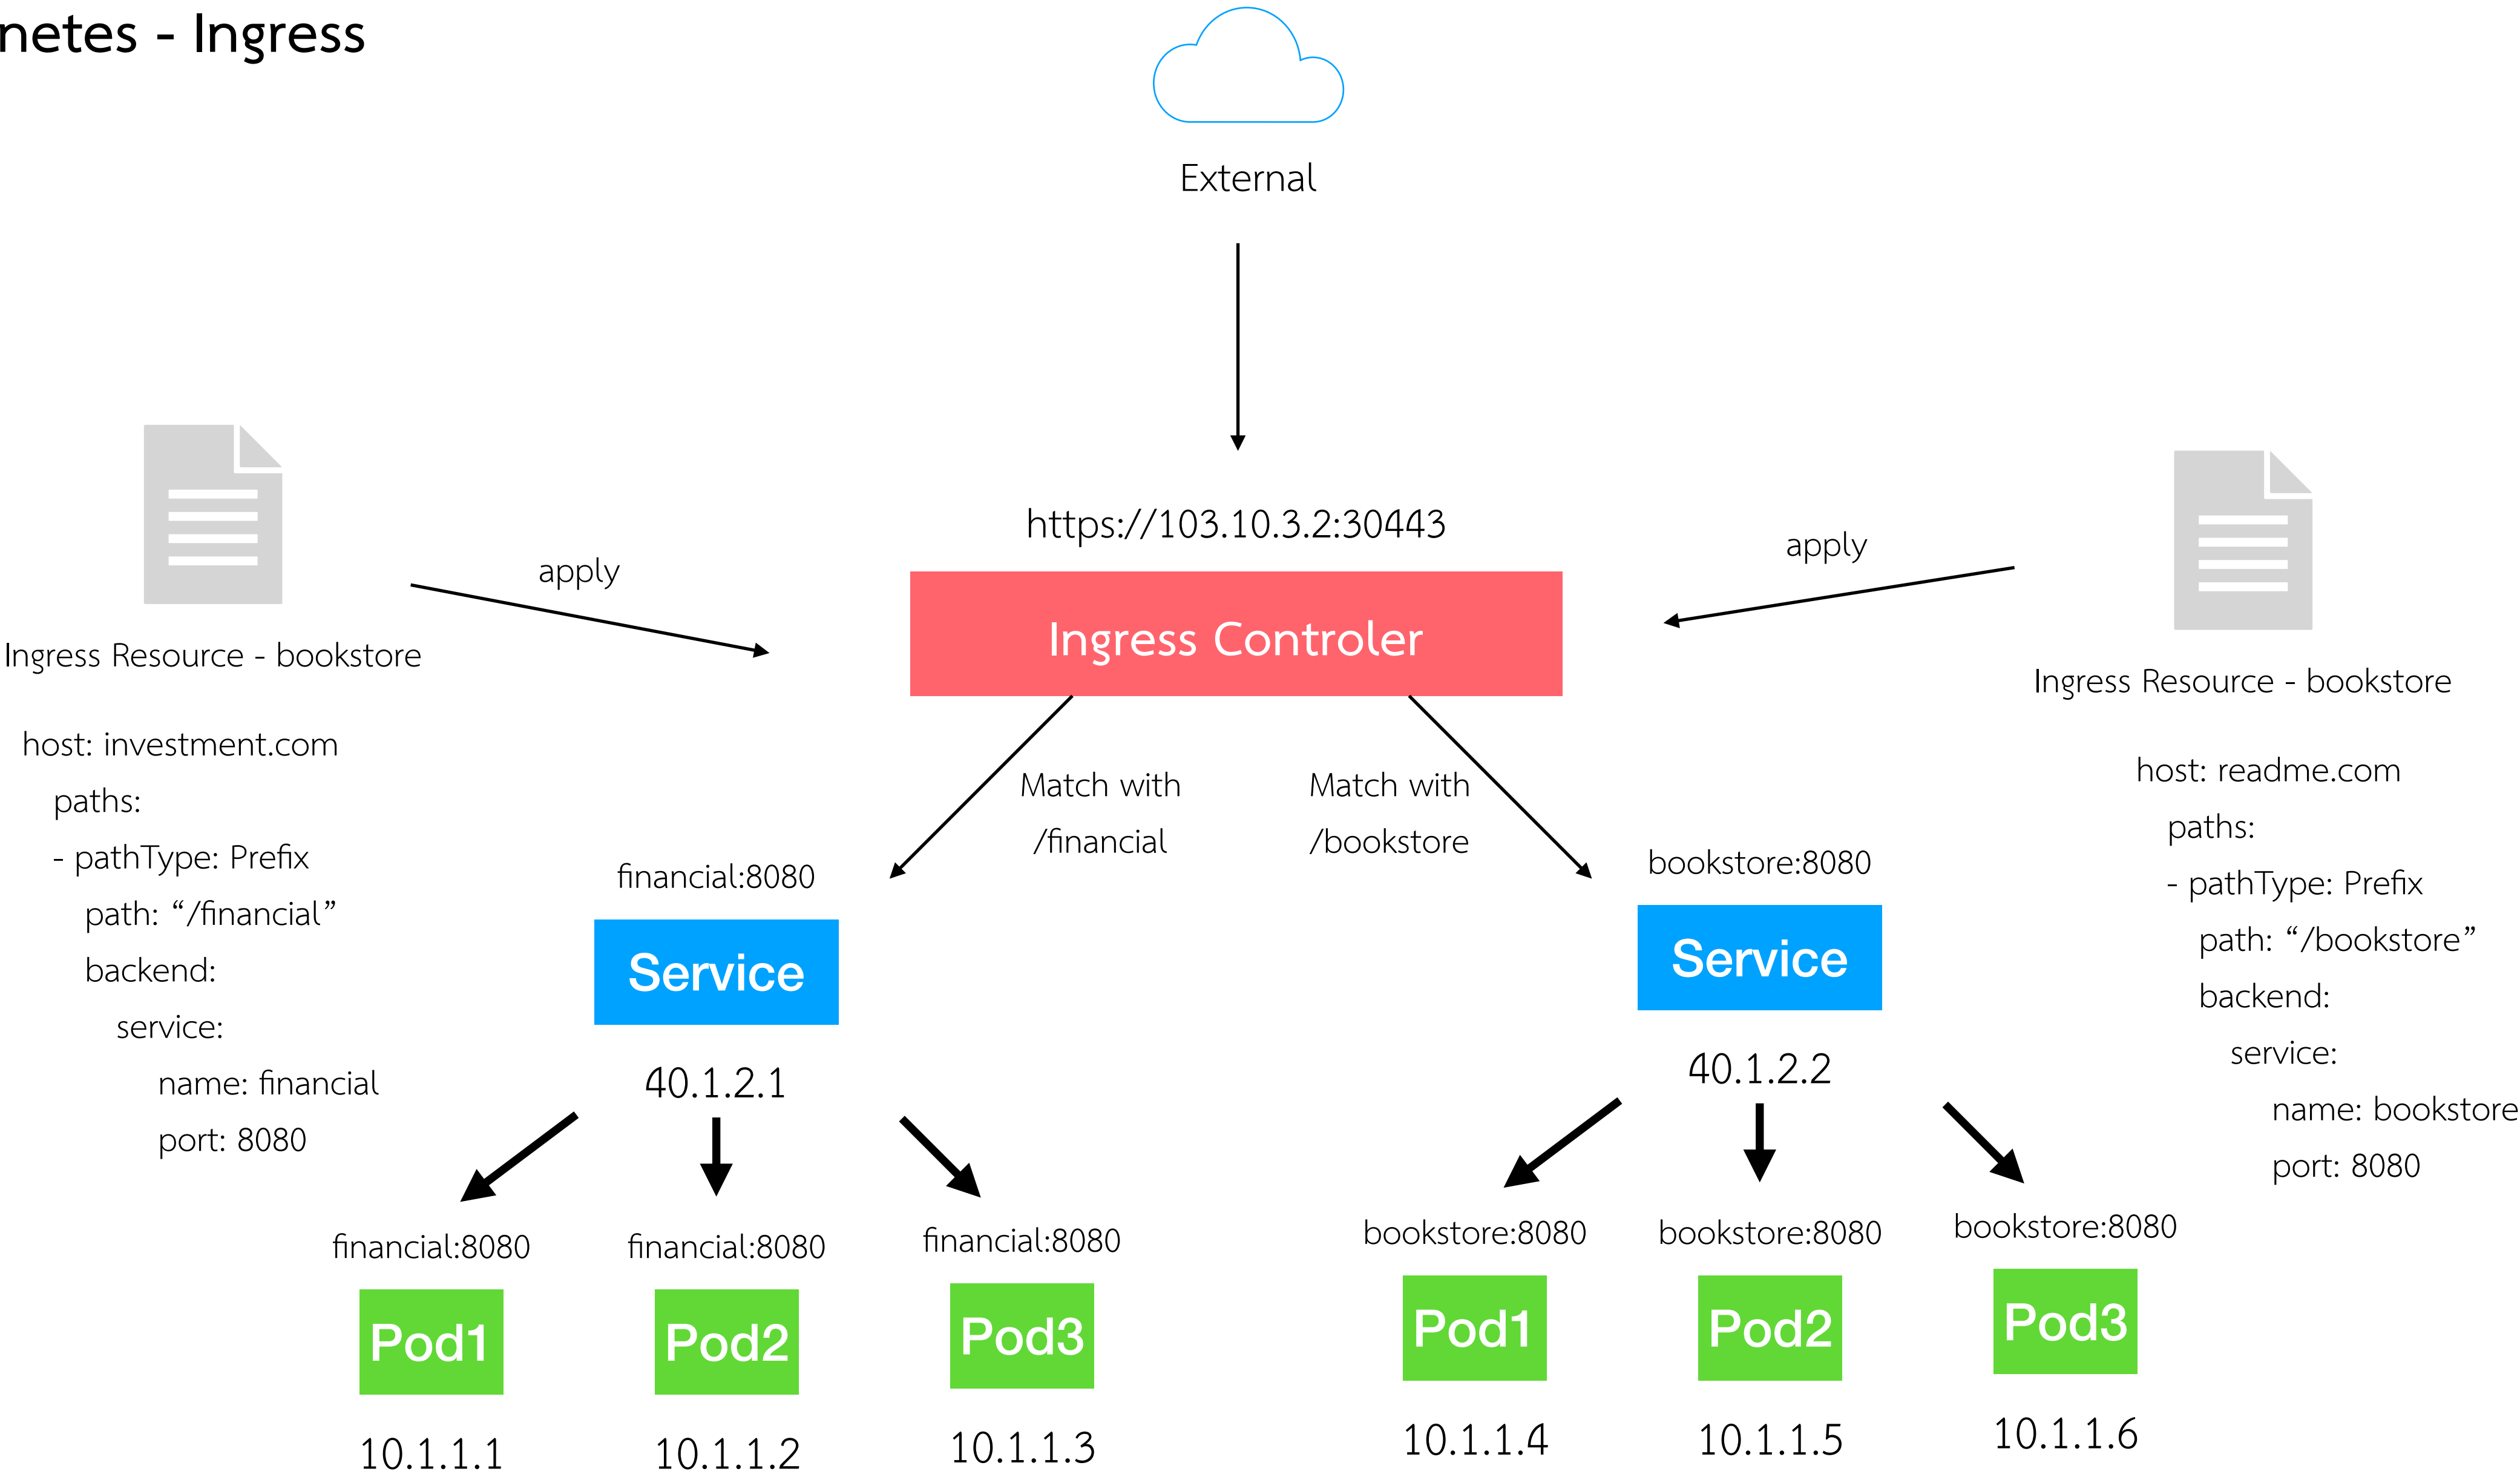 netes - Ingress
External
https://103.10.3.2:30443
apply
apply
Ingress Controler
Ingress Resource - bookstore
host: investment.com
paths:
- pathType: Prefix
path: “/financial”
backend:
service:
name: financial
port: 8080
Ingress Resource - bookstore
host: readme.com
paths:
- pathType: Prefix
path: “/bookstore”
backend:
service:
name: bookstore
port: 8080
Match with
/financial
Match with
/bookstore
financial:8080
Service
40.1.2.1
bookstore:8080
Service
40.1.2.2
financial:8080
financial:8080
financial:8080
Pod1
Pod2
Pod3
10.1.1.1
10.1.1.2
10.1.1.3
bookstore:8080
bookstore:8080
bookstore:8080
Pod1
Pod2
Pod3
10.1.1.4
10.1.1.5
10.1.1.6